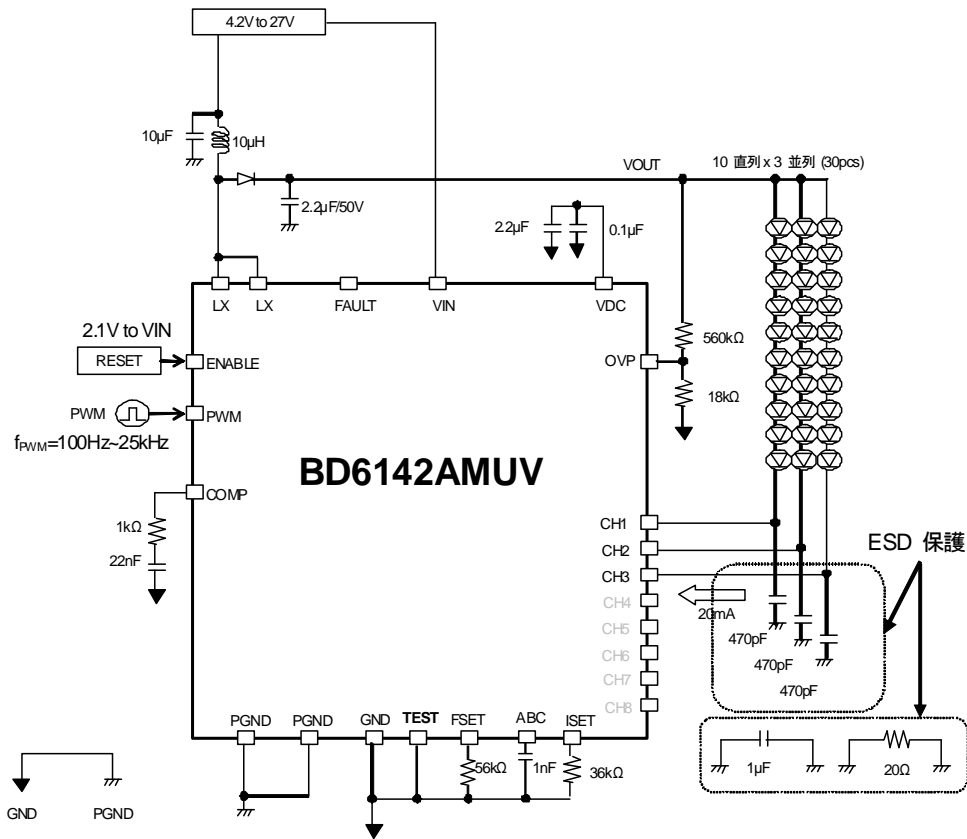 4.2V to 27V
10µF
10µH
VOUT
10 直列 x 3 並列 (30pcs)
2.2µF/50V
2.2µF
0.1µF
LX
LX
FAULT
VIN
VDC
2.1V to VIN
RESET
ENABLE
560kΩ
OVP
18kΩ
PWM
PWM
fPWM=100Hz~25kHz
BD6142AMUV
COMP
1kΩ
22nF
CH1
CH2
CH3
CH4
CH5
CH6
CH7
CH8
20mA
ESD 保護
470pF
470pF
470pF
PGND
PGND
GND
TEST
FSET
ABC
ISET
56kΩ
1nF
36kΩ
1µF
20Ω
GND
PGND